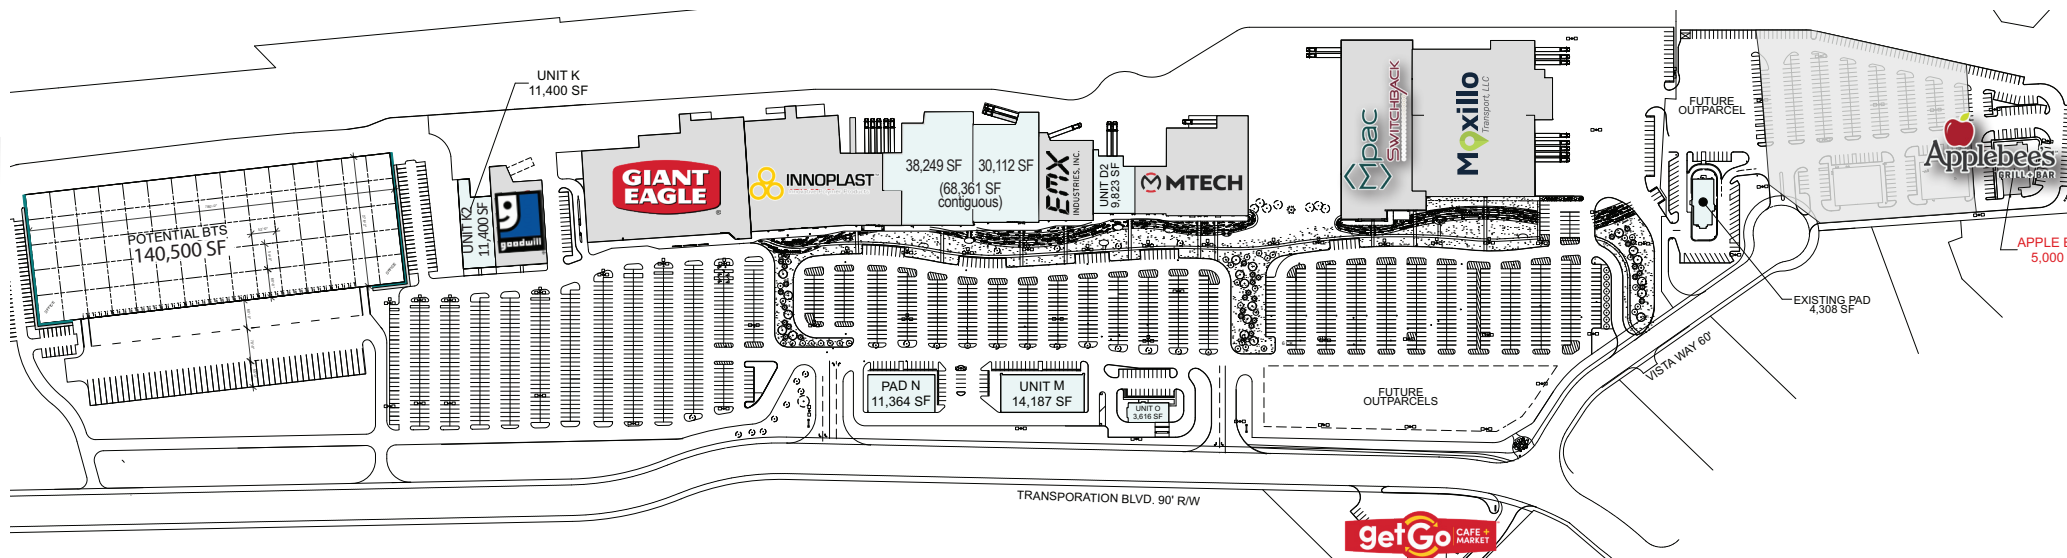 UNIT K
11,400 SF
POTENTIAL BTS
140,500 SF
UNIT K2
11,400 SF
goodwill
GIANT
EAGLE
INNOPLAST
38,249 SF
30,112 SF
(68,361 SF
contiguous)
EMX
INDUSTRIES, INC.
UNIT D2
9,823 SF
MTECH
mpac
SWITCHBACK
Moxillo
Transport, LLC
FUTURE
OUTPARCEL
Applebees
GRILL + BAR
APPLE
5,000
EXISTING PAD
4,308 SF
VISTA WAY 60'
PAD N
11,364 SF
UNIT M
14,187 SF
UNIT O
3,616 SF
FUTURE
OUTPARCELS
TRANSPORATION BLVD. 90' R/W
getGo
CAFE +
MARKET